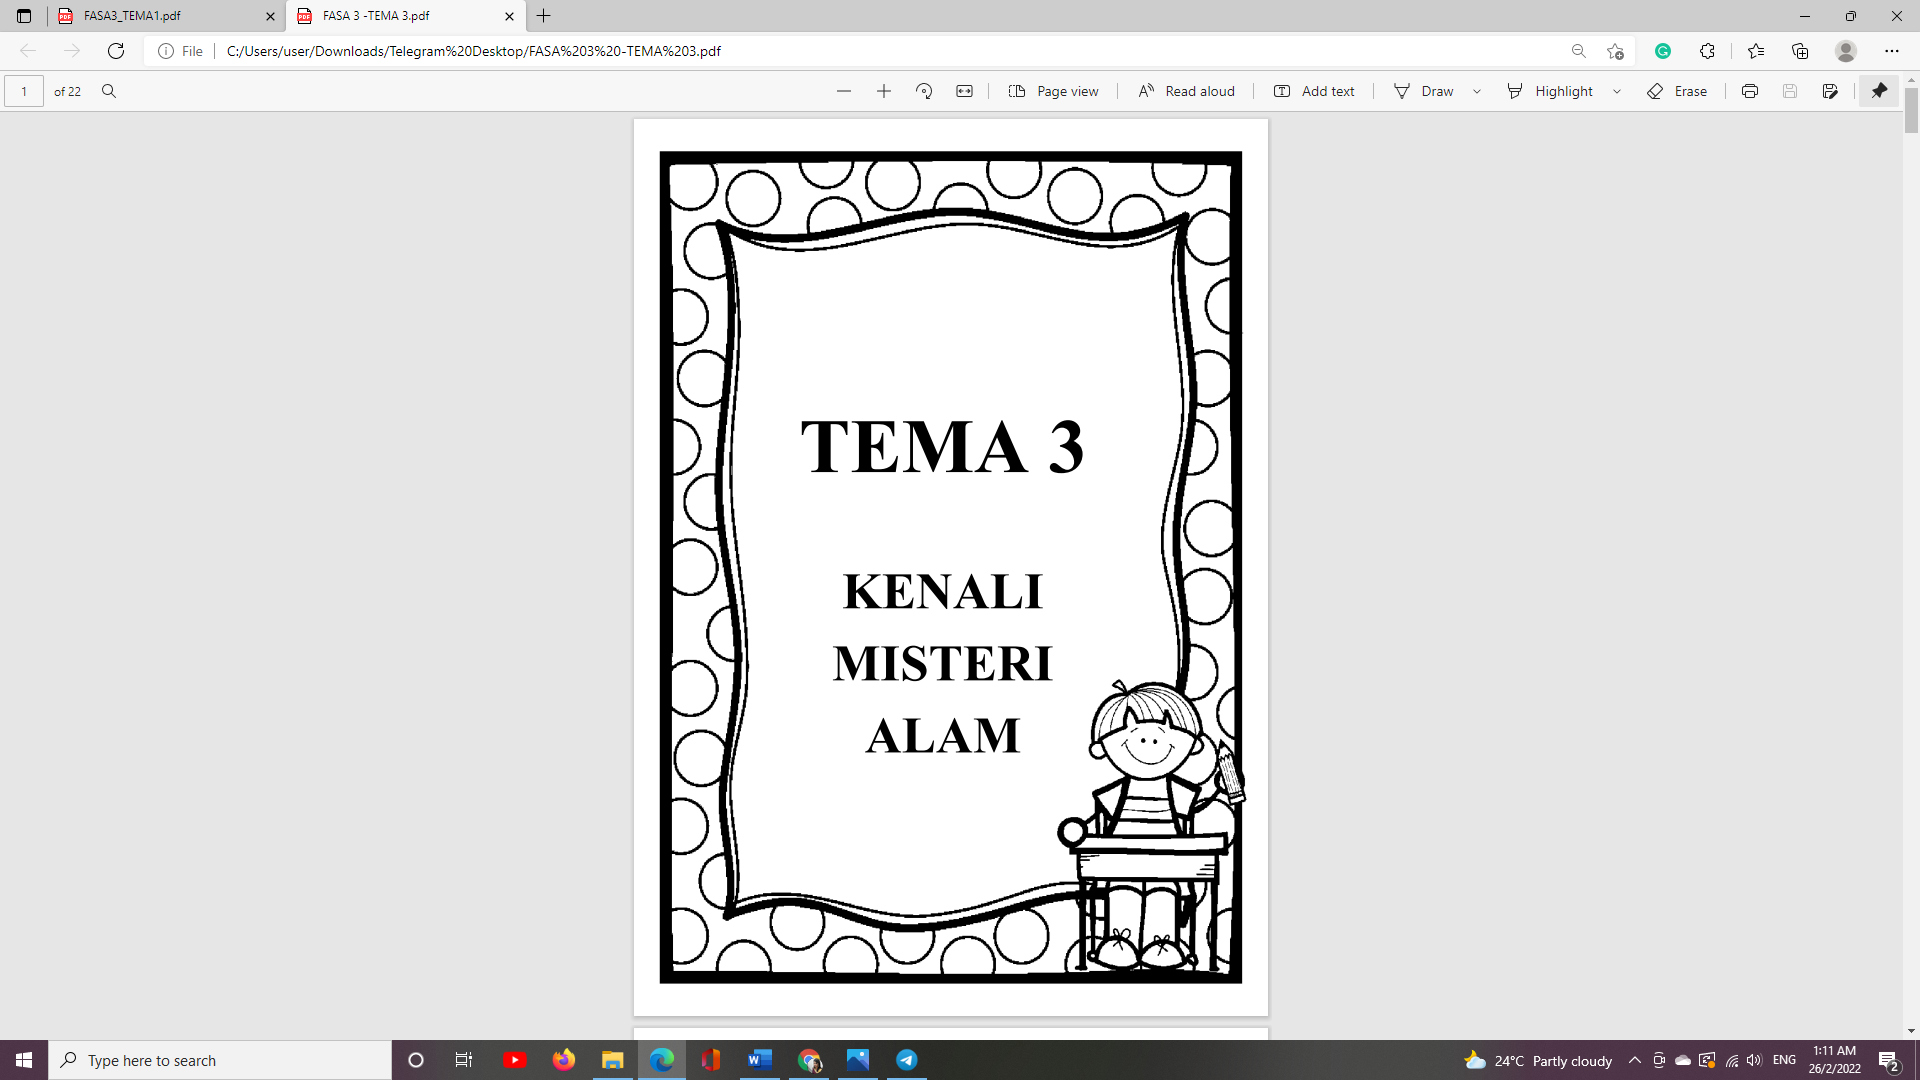 FASA3_TEMA1.pdf
FASA 3 -TEMA 3.pdf
File
C:/Users/user/Downloads/Telegram%20Desktop/FASA%203%20-TEMA%203.pdf
1 of 22
Page view
Read aloud
Add text
Draw
Highlight
Erase
TEMA 3
KENALI
MISTERI
ALAM
Type here to search
24°C Partly cloudy
ENG
1:11 AM
26/2/2022
2